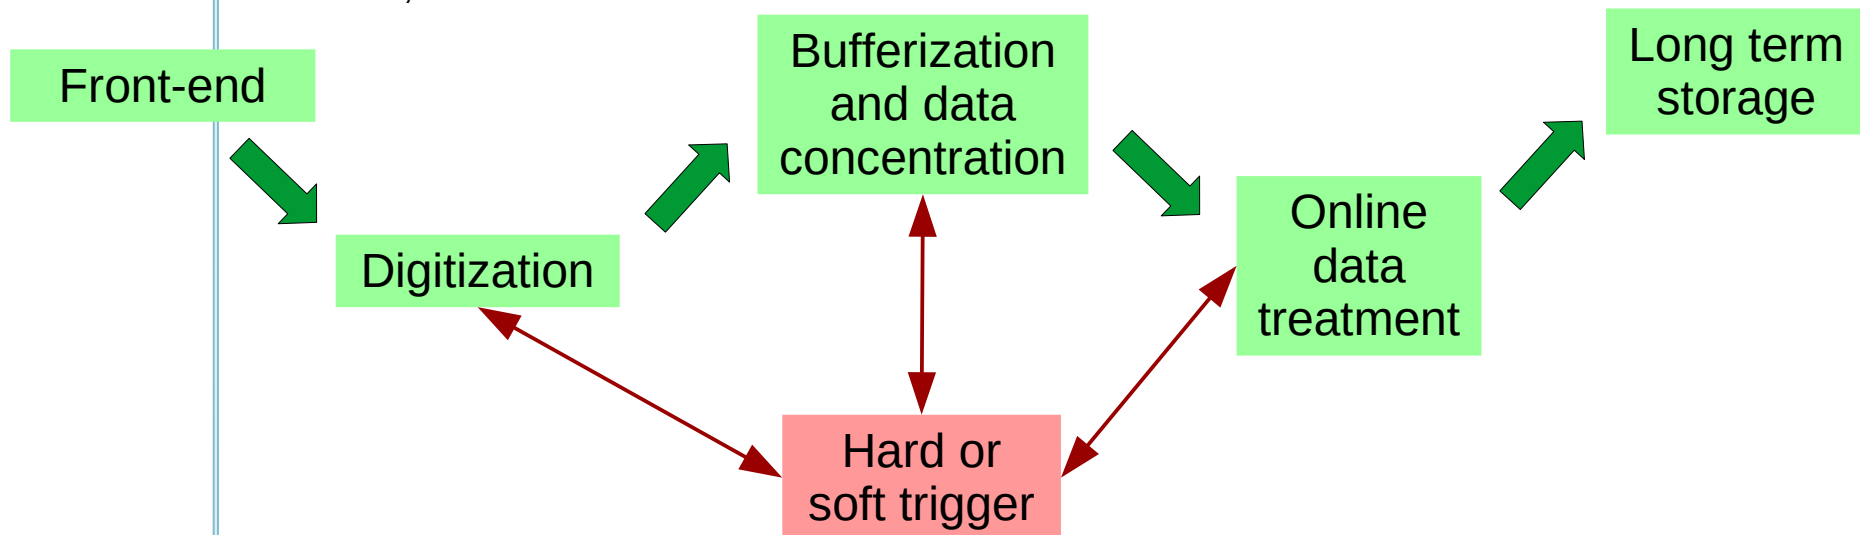 Front-end
Digitization
Bufferization
and data
concentration
Online
data
treatment
Long term
storage
Hard or
soft trigger